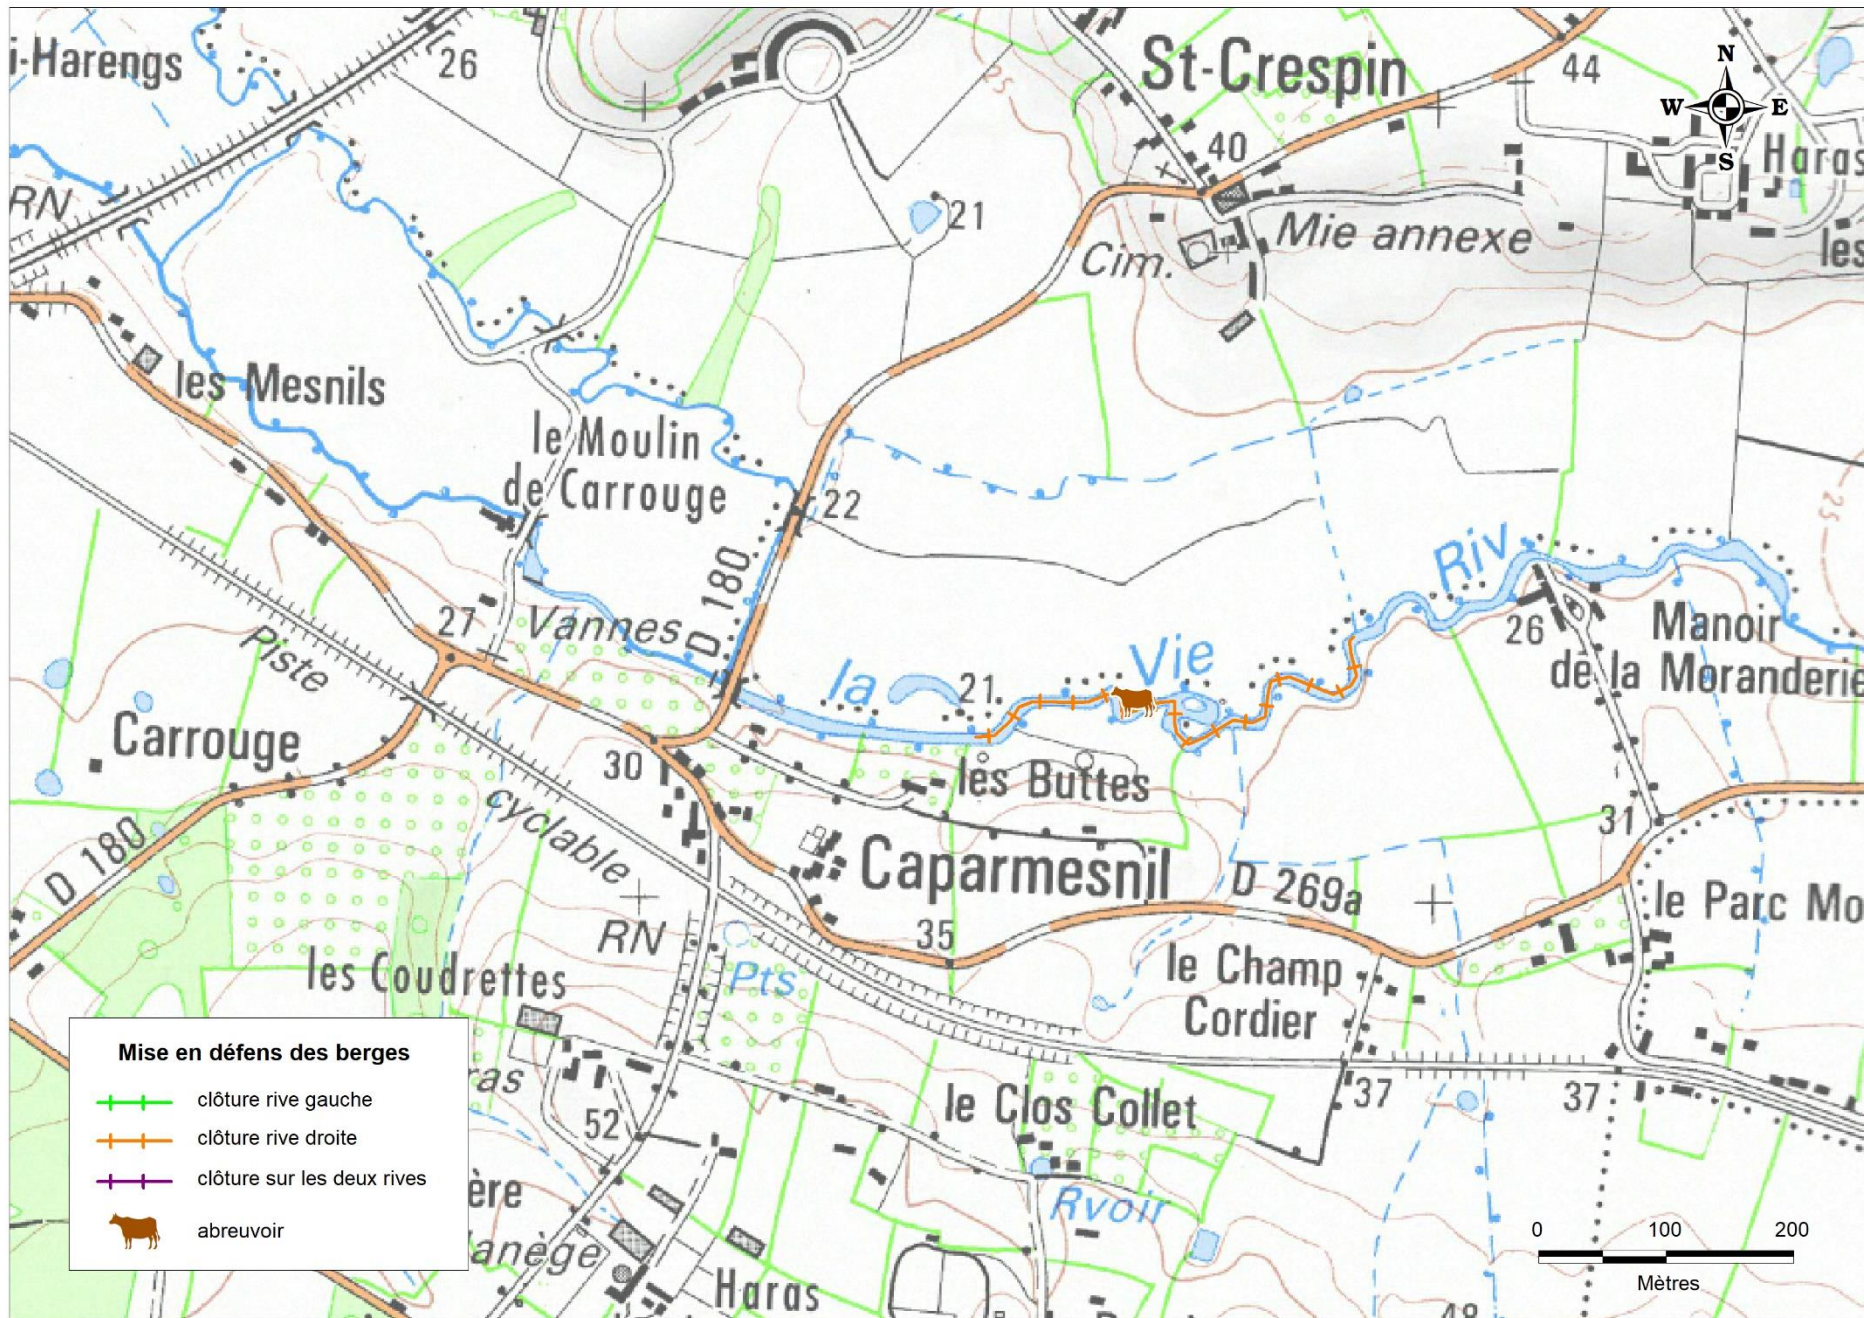 i-Harengs
26
St-Crespin
44
N
W
E
S
40
Haras
RN
21
Mie annexe
Cim.
les
les Mesnils
le Moulin
de Carrouge
22
25
25
D 180
Riv
27
Vannes
Piste
la
21
Vie
26
Manoir
de la Moranderie
Carrouge
30
les Buttes
31
cyclable
D 180
Caparmesnil
D 269a
le Parc Mo
RN
35
les Coudrettes
Pts
le Champ
Cordier
Mise en défens des berges
clôture rive gauche
clôture rive droite
clôture sur les deux rives
abreuvoir
ras
52
le Clos Collet
37
37
ère
Rvoir
anège
Haras
0 100 200
Mètres
48